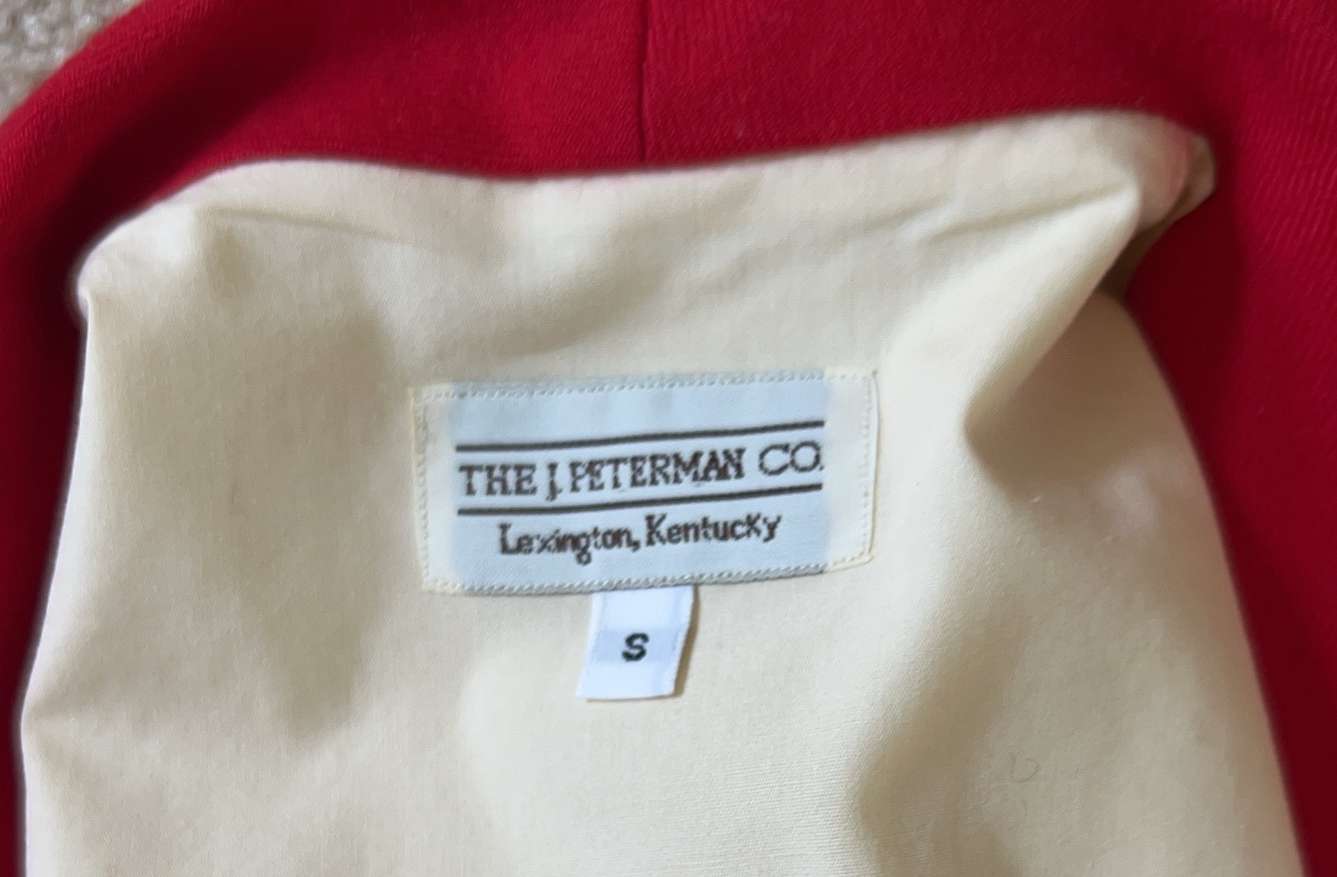 THE J. PETERMAN CO.
Lexington, Kentucky
S